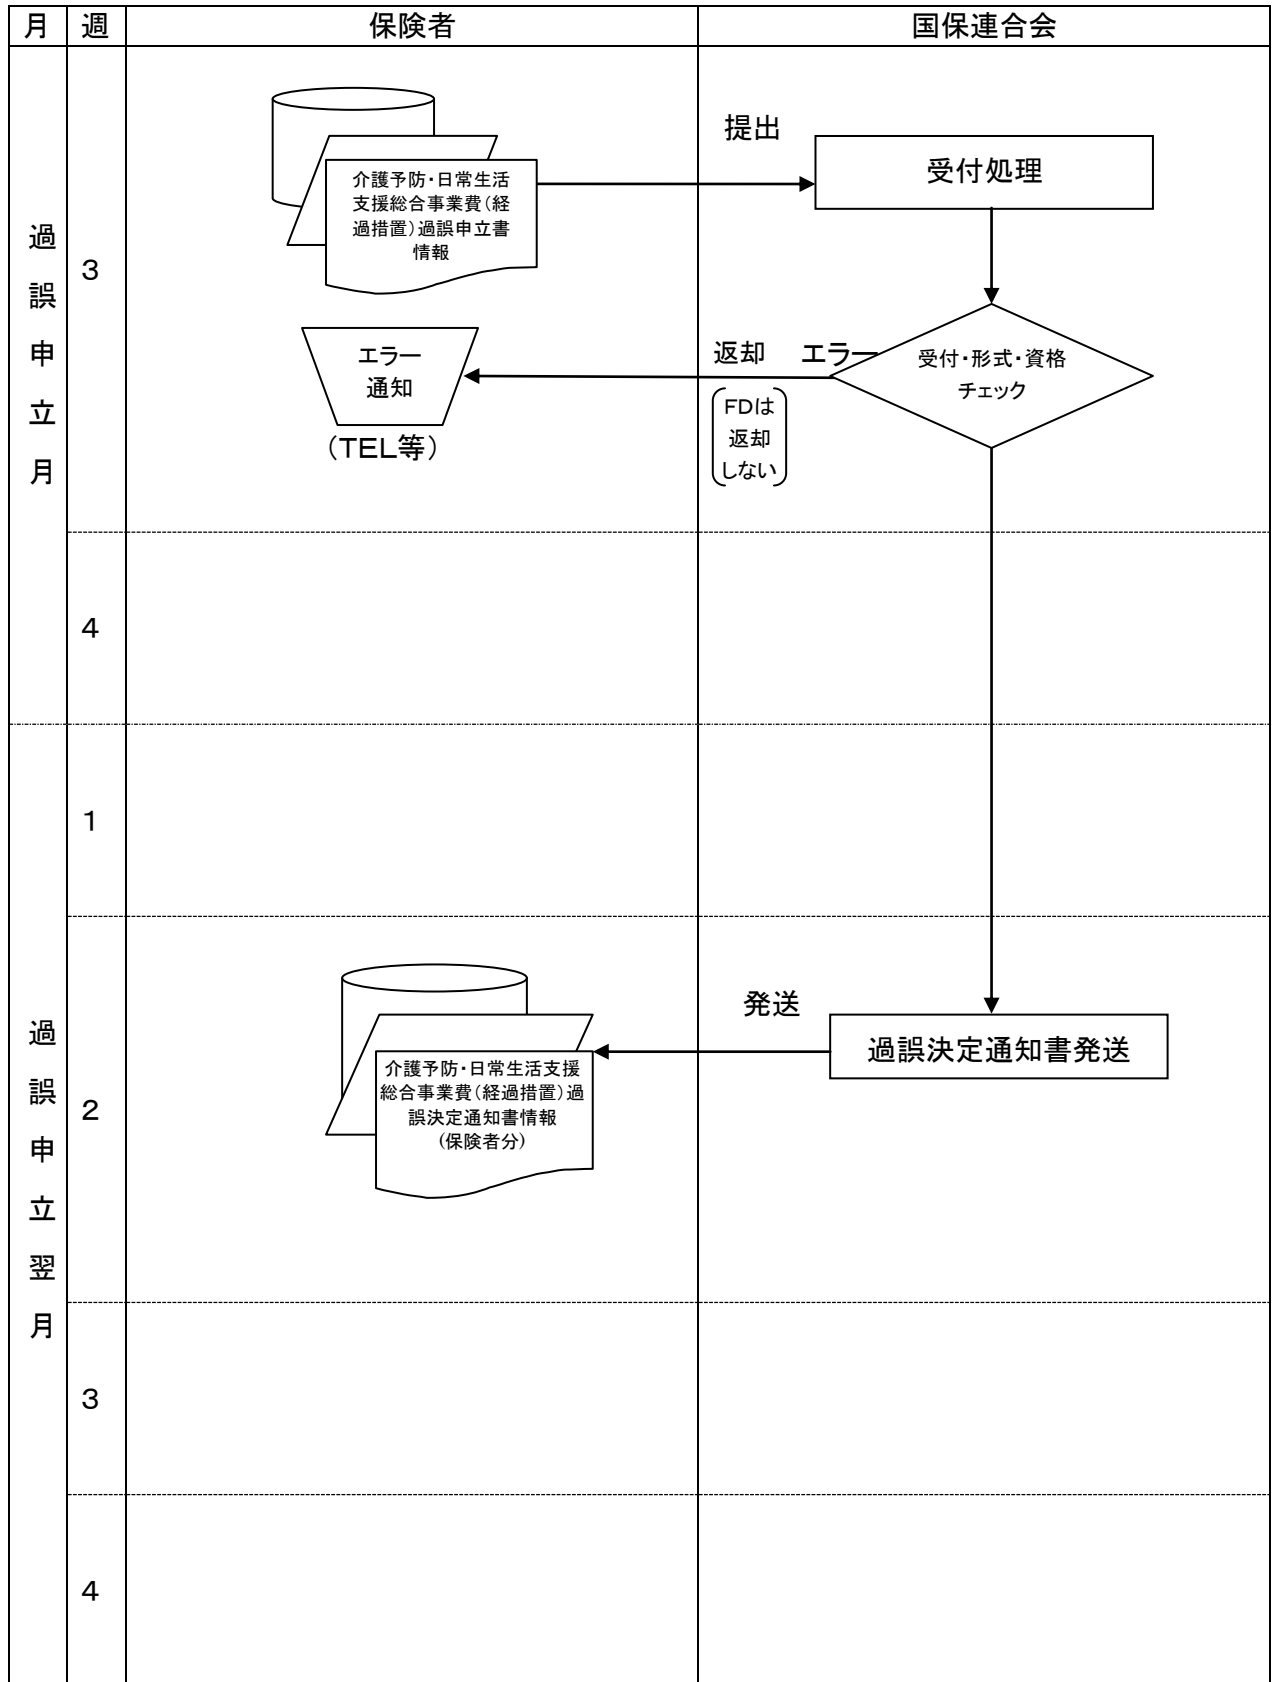 月 週 保険者 国保連合会
過誤申立月
3
介護予防・日常生活
支援総合事業費(経
過措置)過誤申立書
情報
提出
受付処理
エラー
通知
(TEL等)
返却 エラー
FDは
返却
しない
受付・形式・資格
チェック
4
過誤申立翌月
1
2
介護予防・日常生活支援
総合事業費(経過措置)過
誤決定通知書情報
(保険者分)
発送
過誤決定通知書発送
3
4